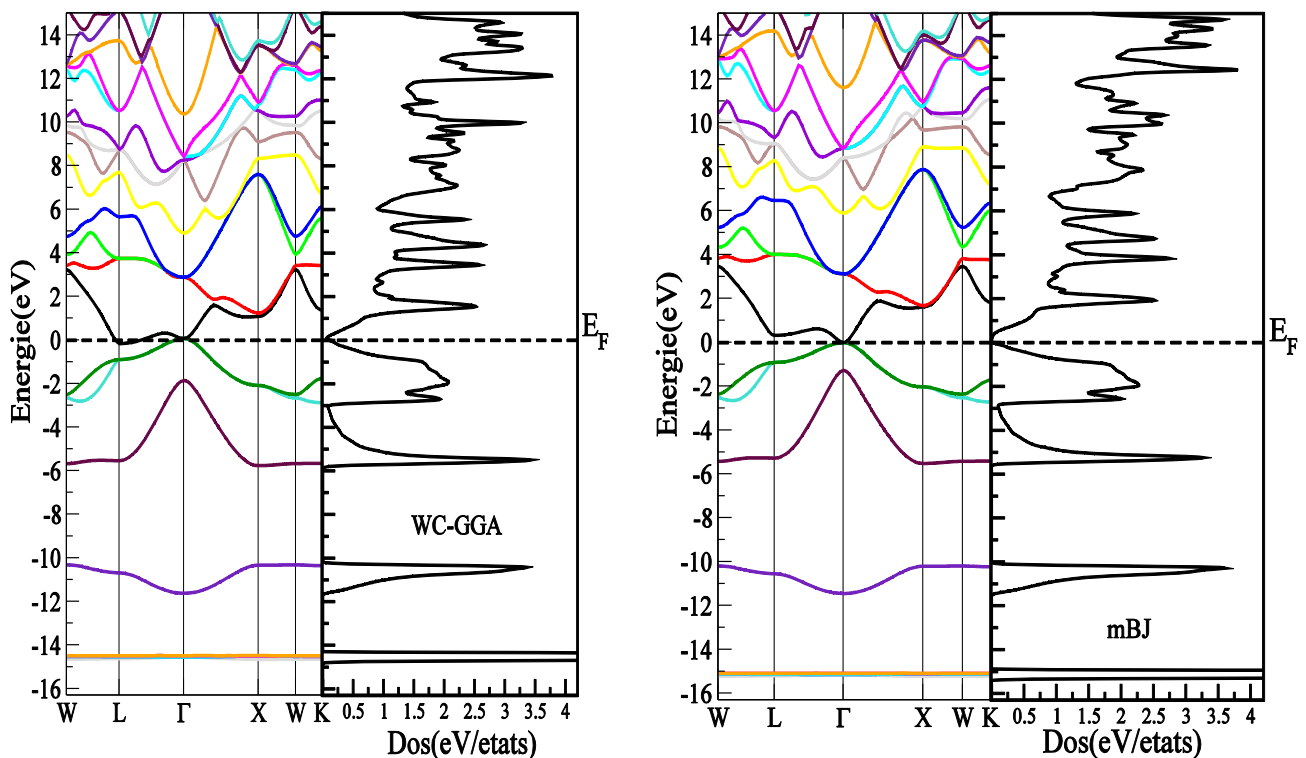 14
12
10
8
6
4
2
0
-2
-4
-6
-8
-10
-12
-14
-16
Energie(eV)
W L Γ X W K
0.5 1 1.5 2 2.5 3 3.5 4
Dos(eV/etats)
WC-GGA
E_F
14
12
10
8
6
4
2
0
-2
-4
-6
-8
-10
-12
-14
-16
Energie(eV)
W L Γ X W K
0.5 1 1.5 2 2.5 3 3.5 4
Dos(eV/etats)
mBJ
E_F